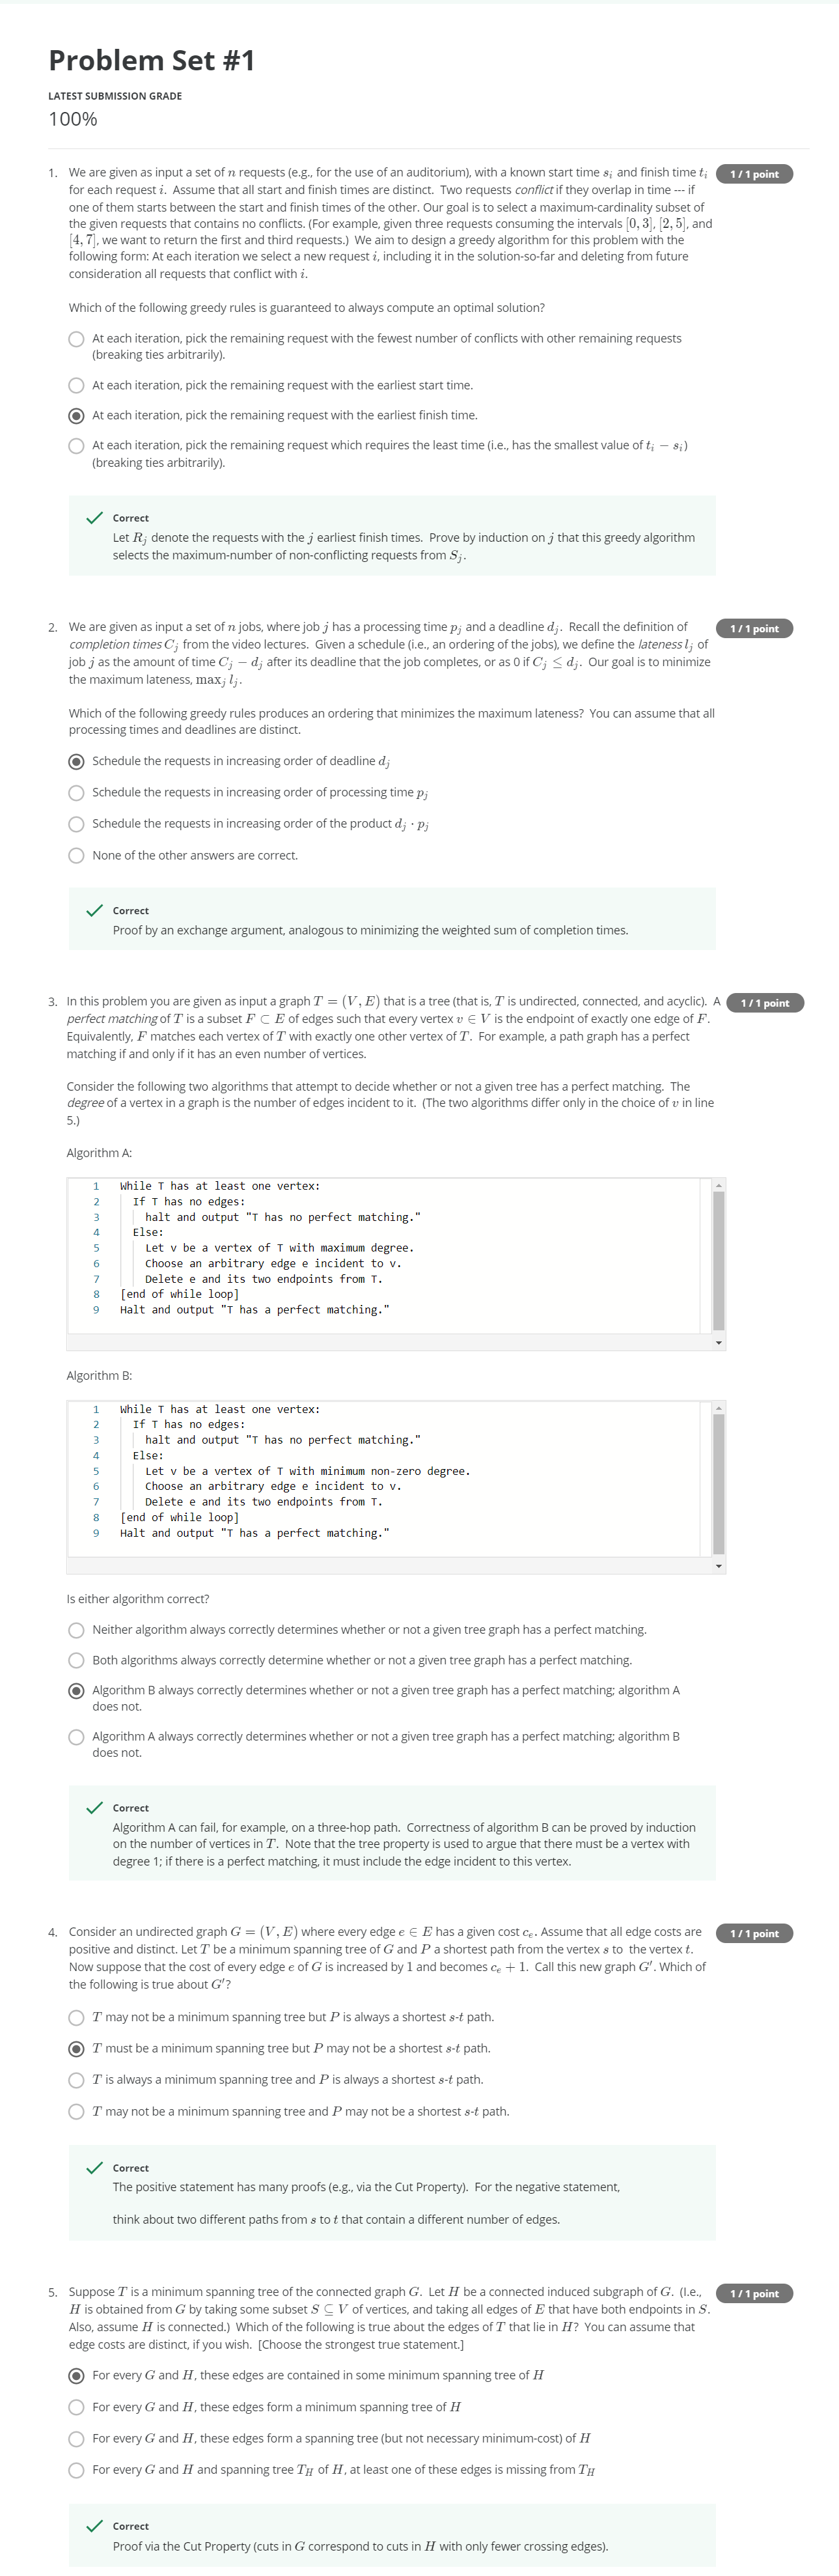 Problem Set #1
LATEST SUBMISSION GRADE
100%
1. We are given as input a set of n requests (e.g., for the use of an auditorium), with a known start time s_i and finish time t_i
1 / 1 point
for each request i. Assume that all start and finish times are distinct. Two requests conflict if they overlap in time --- if
one of them starts between the start and finish times of the other. Our goal is to select a maximum-cardinality subset of
the given requests that contains no conflicts. (For example, given three requests consuming the intervals [0, 3], [2, 5], and
[4, 7], we want to return the first and third requests.) We aim to design a greedy algorithm for this problem with the
following form: At each iteration we select a new request i, including it in the solution-so-far and deleting from future
consideration all requests that conflict with i.
Which of the following greedy rules is guaranteed to always compute an optimal solution?
At each iteration, pick the remaining request with the fewest number of conflicts with other remaining requests
(breaking ties arbitrarily).
At each iteration, pick the remaining request with the earliest start time.
At each iteration, pick the remaining request with the earliest finish time.
At each iteration, pick the remaining request which requires the least time (i.e., has the smallest value of t_i − s_i)
(breaking ties arbitrarily).
Correct
Let R_j denote the requests with the j earliest finish times. Prove by induction on j that this greedy algorithm
selects the maximum-number of non-conflicting requests from S_j.
2. We are given as input a set of n jobs, where job j has a processing time p_j and a deadline d_j. Recall the definition of
1 / 1 point
completion times C_j from the video lectures. Given a schedule (i.e., an ordering of the jobs), we define the lateness l_j of
job j as the amount of time C_j − d_j after its deadline that the job completes, or as 0 if C_j ≤ d_j. Our goal is to minimize
the maximum lateness, max_j l_j.
Which of the following greedy rules produces an ordering that minimizes the maximum lateness? You can assume that all
processing times and deadlines are distinct.
Schedule the requests in increasing order of deadline d_j
Schedule the requests in increasing order of processing time p_j
Schedule the requests in increasing order of the product d_j · p_j
None of the other answers are correct.
Correct
Proof by an exchange argument, analogous to minimizing the weighted sum of completion times.
3. In this problem you are given as input a graph T = (V, E) that is a tree (that is, T is undirected, connected, and acyclic). A
1 / 1 point
perfect matching of T is a subset F ⊂ E of edges such that every vertex v ∈ V is the endpoint of exactly one edge of F.
Equivalently, F matches each vertex of T with exactly one other vertex of T. For example, a path graph has a perfect
matching if and only if it has an even number of vertices.
Consider the following two algorithms that attempt to decide whether or not a given tree has a perfect matching. The
degree of a vertex in a graph is the number of edges incident to it. (The two algorithms differ only in the choice of v in line
5.)
Algorithm A:
1 While T has at least one vertex:
2 If T has no edges:
3 halt and output "T has no perfect matching."
4 Else:
5 Let v be a vertex of T with maximum degree.
6 Choose an arbitrary edge e incident to v.
7 Delete e and its two endpoints from T.
8 [end of while loop]
9 Halt and output "T has a perfect matching."
Algorithm B:
1 While T has at least one vertex:
2 If T has no edges:
3 halt and output "T has no perfect matching."
4 Else:
5 Let v be a vertex of T with minimum non-zero degree.
6 Choose an arbitrary edge e incident to v.
7 Delete e and its two endpoints from T.
8 [end of while loop]
9 Halt and output "T has a perfect matching."
Is either algorithm correct?
Neither algorithm always correctly determines whether or not a given tree graph has a perfect matching.
Both algorithms always correctly determine whether or not a given tree graph has a perfect matching.
Algorithm B always correctly determines whether or not a given tree graph has a perfect matching; algorithm A
does not.
Algorithm A always correctly determines whether or not a given tree graph has a perfect matching; algorithm B
does not.
Correct
Algorithm A can fail, for example, on a three-hop path. Correctness of algorithm B can be proved by induction
on the number of vertices in T. Note that the tree property is used to argue that there must be a vertex with
degree 1; if there is a perfect matching, it must include the edge incident to this vertex.
4. Consider an undirected graph G = (V, E) where every edge e ∈ E has a given cost c_e. Assume that all edge costs are
1 / 1 point
positive and distinct. Let T be a minimum spanning tree of G and P a shortest path from the vertex s to the vertex t.
Now suppose that the cost of every edge e of G is increased by 1 and becomes c_e + 1. Call this new graph G′. Which of
the following is true about G′?
T may not be a minimum spanning tree but P is always a shortest s-t path.
T must be a minimum spanning tree but P may not be a shortest s-t path.
T is always a minimum spanning tree and P is always a shortest s-t path.
T may not be a minimum spanning tree and P may not be a shortest s-t path.
Correct
The positive statement has many proofs (e.g., via the Cut Property). For the negative statement,
think about two different paths from s to t that contain a different number of edges.
5. Suppose T is a minimum spanning tree of the connected graph G. Let H be a connected induced subgraph of G. (I.e.,
1 / 1 point
H is obtained from G by taking some subset S ⊆ V of vertices, and taking all edges of E that have both endpoints in S.
Also, assume H is connected.) Which of the following is true about the edges of T that lie in H? You can assume that
edge costs are distinct, if you wish. [Choose the strongest true statement.]
For every G and H, these edges are contained in some minimum spanning tree of H
For every G and H, these edges form a minimum spanning tree of H
For every G and H, these edges form a spanning tree (but not necessary minimum-cost) of H
For every G and H and spanning tree T_H of H, at least one of these edges is missing from T_H
Correct
Proof via the Cut Property (cuts in G correspond to cuts in H with only fewer crossing edges).